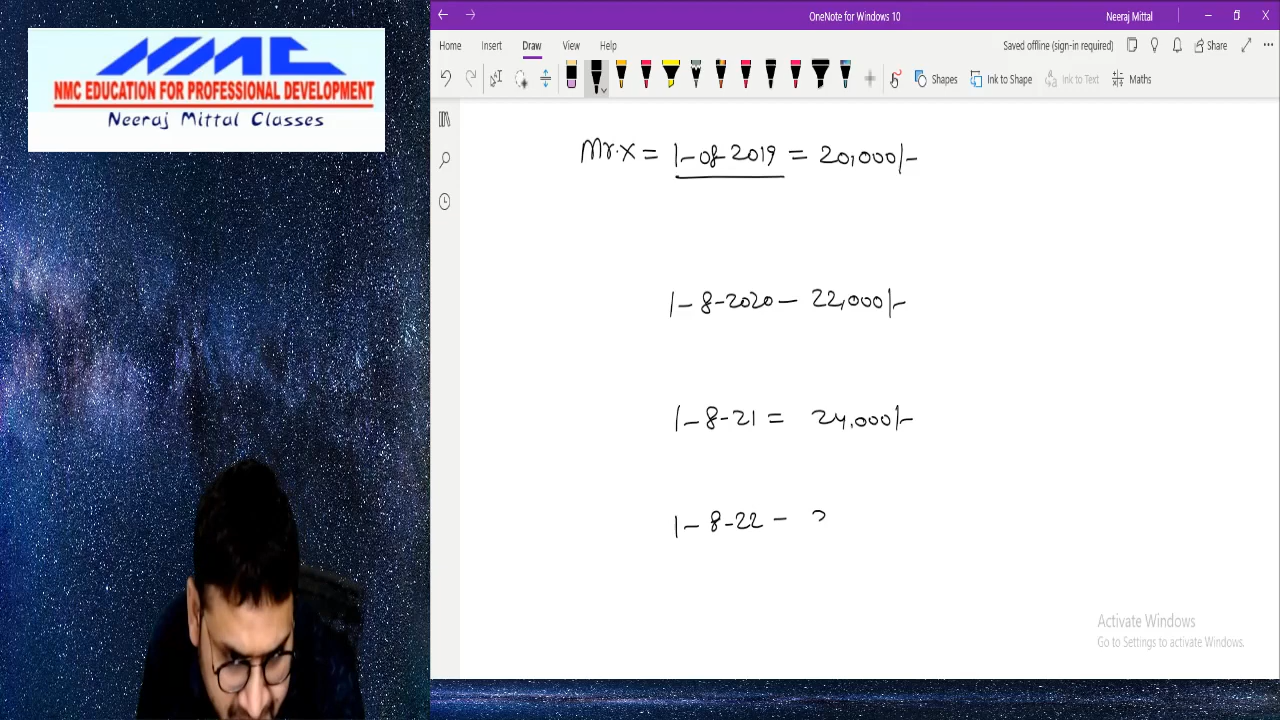 NMC
NMC EDUCATION FOR PROFESSIONAL DEVELOPMENT
Neeraj Mittal Classes
OneNote for Windows 10
Neeraj Mittal
Home Insert Draw View Help
Saved offline (sign-in required)
Share
Shapes Ink to Shape Ink to Text Maths
Mr.X = 1-08-2019 = 20,000/-
1-8-2020 - 22,000/-
1-8-21 = 24,000/-
1-8-22 -
Activate Windows
Go to Settings to activate Windows.